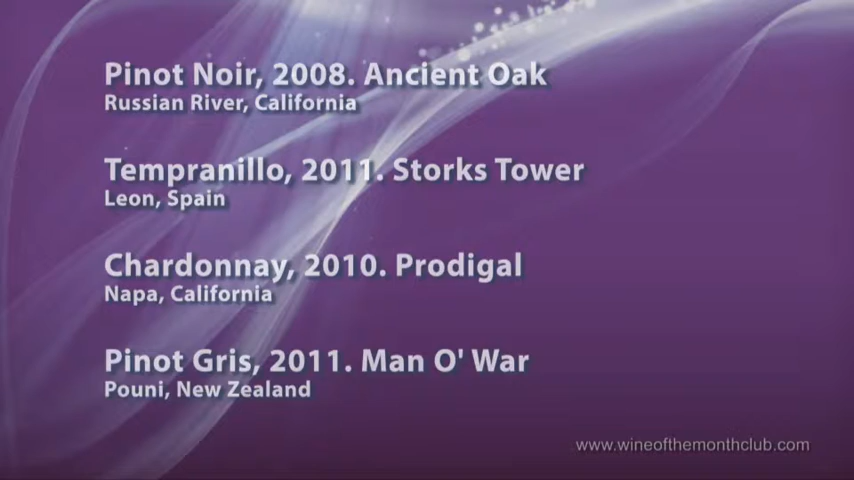 Pinot Noir, 2008. Ancient Oak
Russian River, California
Tempranillo, 2011. Storks Tower
Leon, Spain
Chardonnay, 2010. Prodigal
Napa, California
Pinot Gris, 2011. Man O' War
Pouni, New Zealand
www.wineofthemonthclub.com